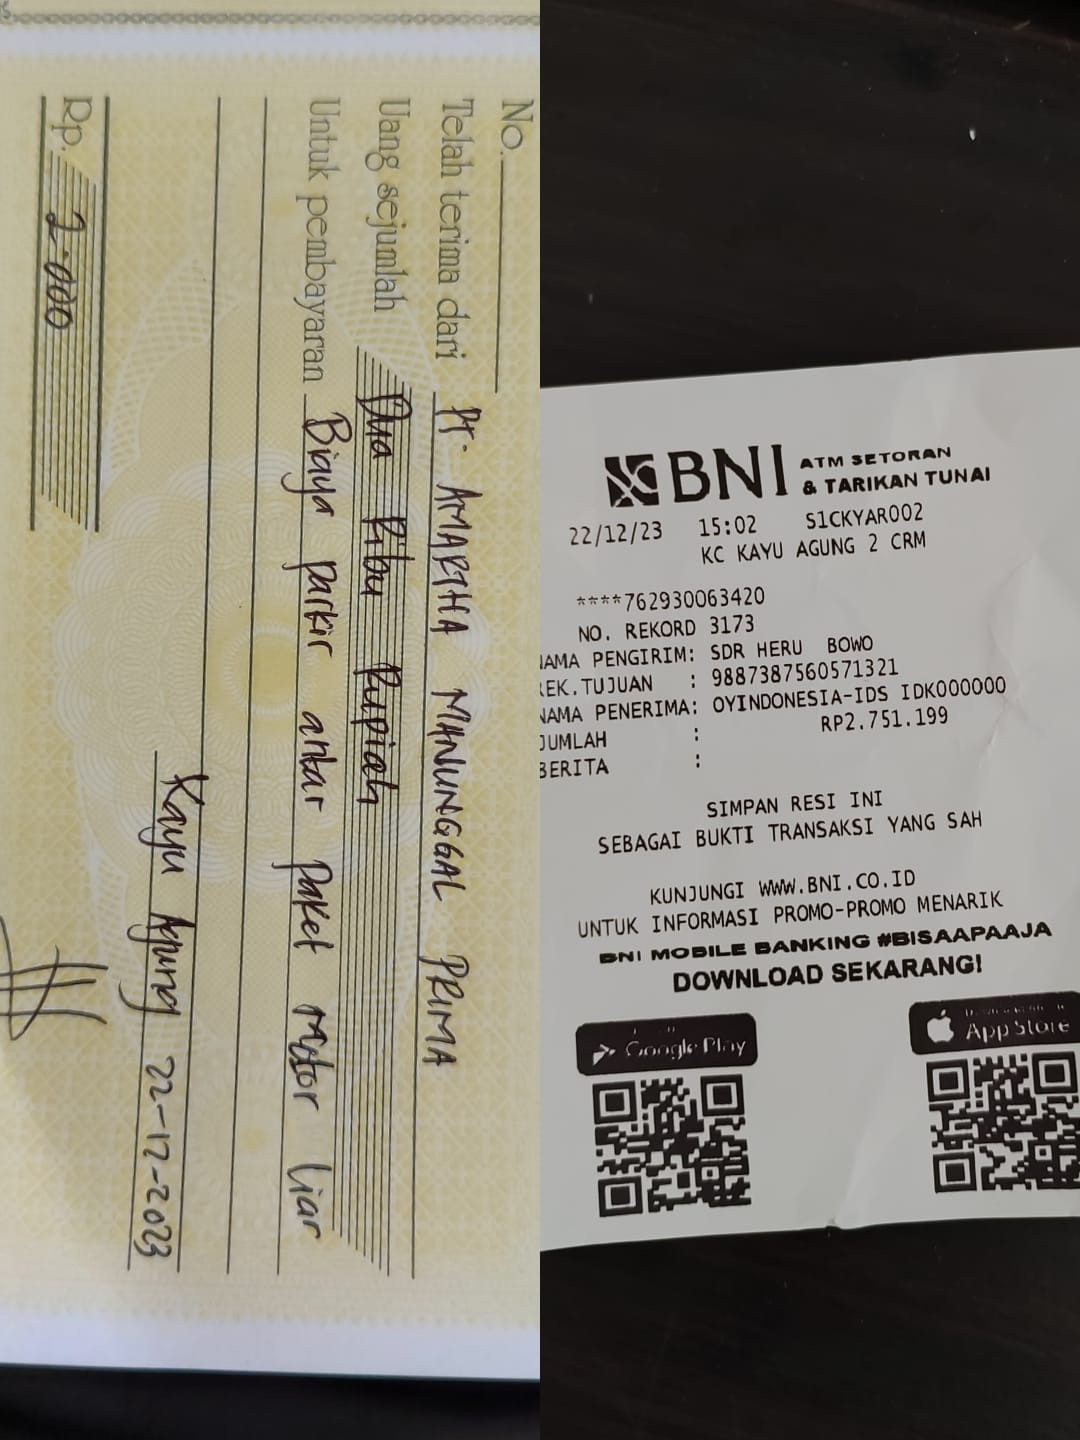 No.
Telah terima dari PT. AMARTHA MANUNGGAL PRIMA
Uang sejumlah Dua Ribu Rupiah
Untuk pembayaran Biaya parkir antar paket Motor Liar
Kayu Agung 22-12-2023
Rp. 2.000
BNI ATM SETORAN
& TARIKAN TUNAI
22/12/23 15:02 S1CKYAR002
KC KAYU AGUNG 2 CRM
****762930063420
NO. REKORD 3173
NAMA PENGIRIM: SDR HERU BOWO
REK.TUJUAN : 9887387560571321
NAMA PENERIMA: OYINDONESIA-IDS IDK000000
JUMLAH : RP2.751.199
BERITA :
SIMPAN RESI INI
SEBAGAI BUKTI TRANSAKSI YANG SAH
KUNJUNGI WWW.BNI.CO.ID
UNTUK INFORMASI PROMO-PROMO MENARIK
BNI MOBILE BANKING #BISAAPAAJA
DOWNLOAD SEKARANG!
Google Play
App Store